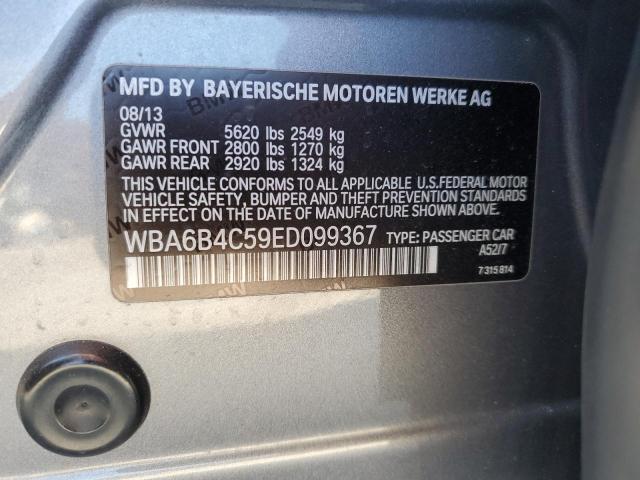 MFD BY BAYERISCHE MOTOREN WERKE AG
08/13
GVWR 5620 lbs 2549 kg
GAWR FRONT 2800 lbs 1270 kg
GAWR REAR 2920 lbs 1324 kg
THIS VEHICLE CONFORMS TO ALL APPLICABLE U.S.FEDERAL MOTOR
VEHICLE SAFETY, BUMPER AND THEFT PREVENTION STANDARDS
IN EFFECT ON THE DATE OF MANUFACTURE SHOWN ABOVE.
WBA6B4C59ED099367 TYPE: PASSENGER CAR
A52/7
7 315 814